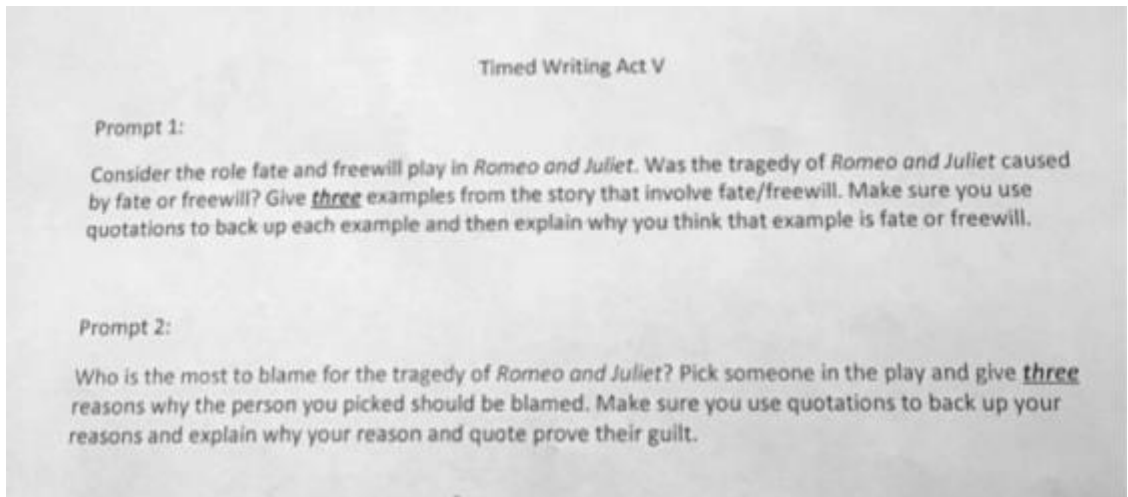 Timed Writing Act V
Prompt 1:
Consider the role fate and freewill play in Romeo and Juliet. Was the tragedy of Romeo and Juliet caused
by fate or freewill? Give three examples from the story that involve fate/freewill. Make sure you use
quotations to back up each example and then explain why you think that example is fate or freewill.
Prompt 2:
Who is the most to blame for the tragedy of Romeo and Juliet? Pick someone in the play and give three
reasons why the person you picked should be blamed. Make sure you use quotations to back up your
reasons and explain why your reason and quote prove their guilt.